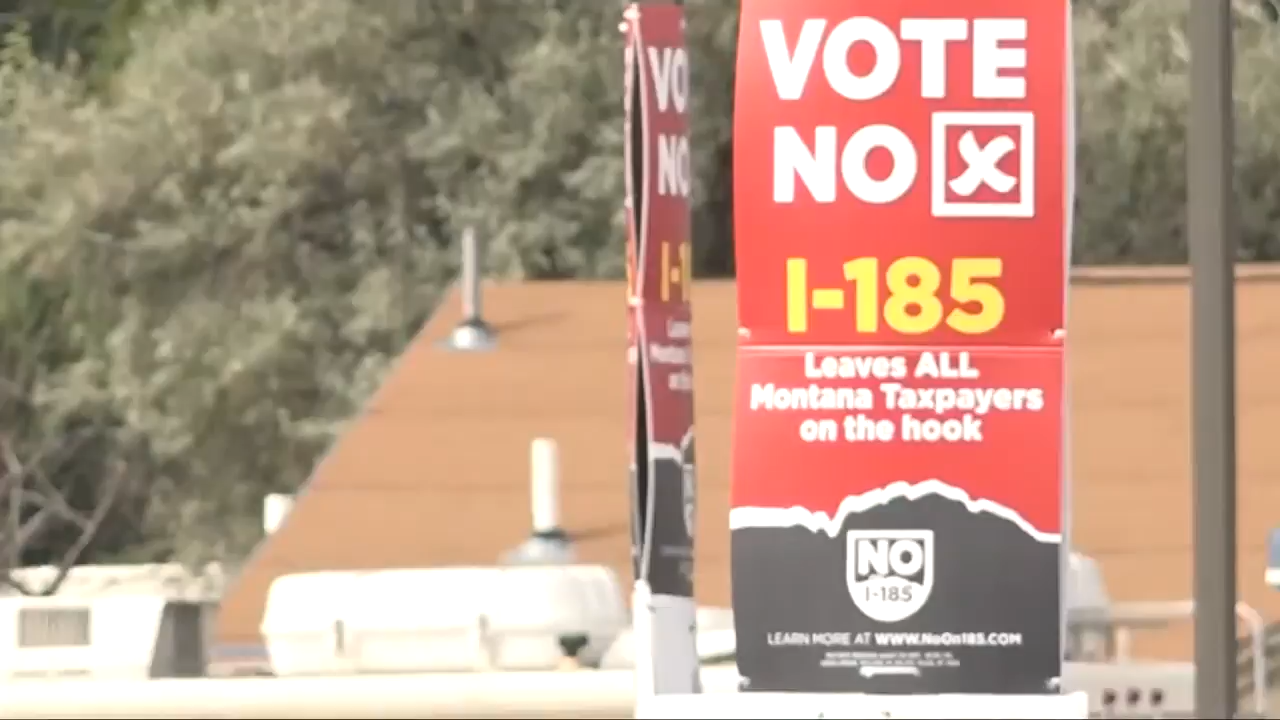 VOTE
NO
I-185
Leaves ALL
Montana Taxpayers
on the hook
NO
I-185
LEARN MORE AT WWW.NoOn185.COM
VO
NO
I-1